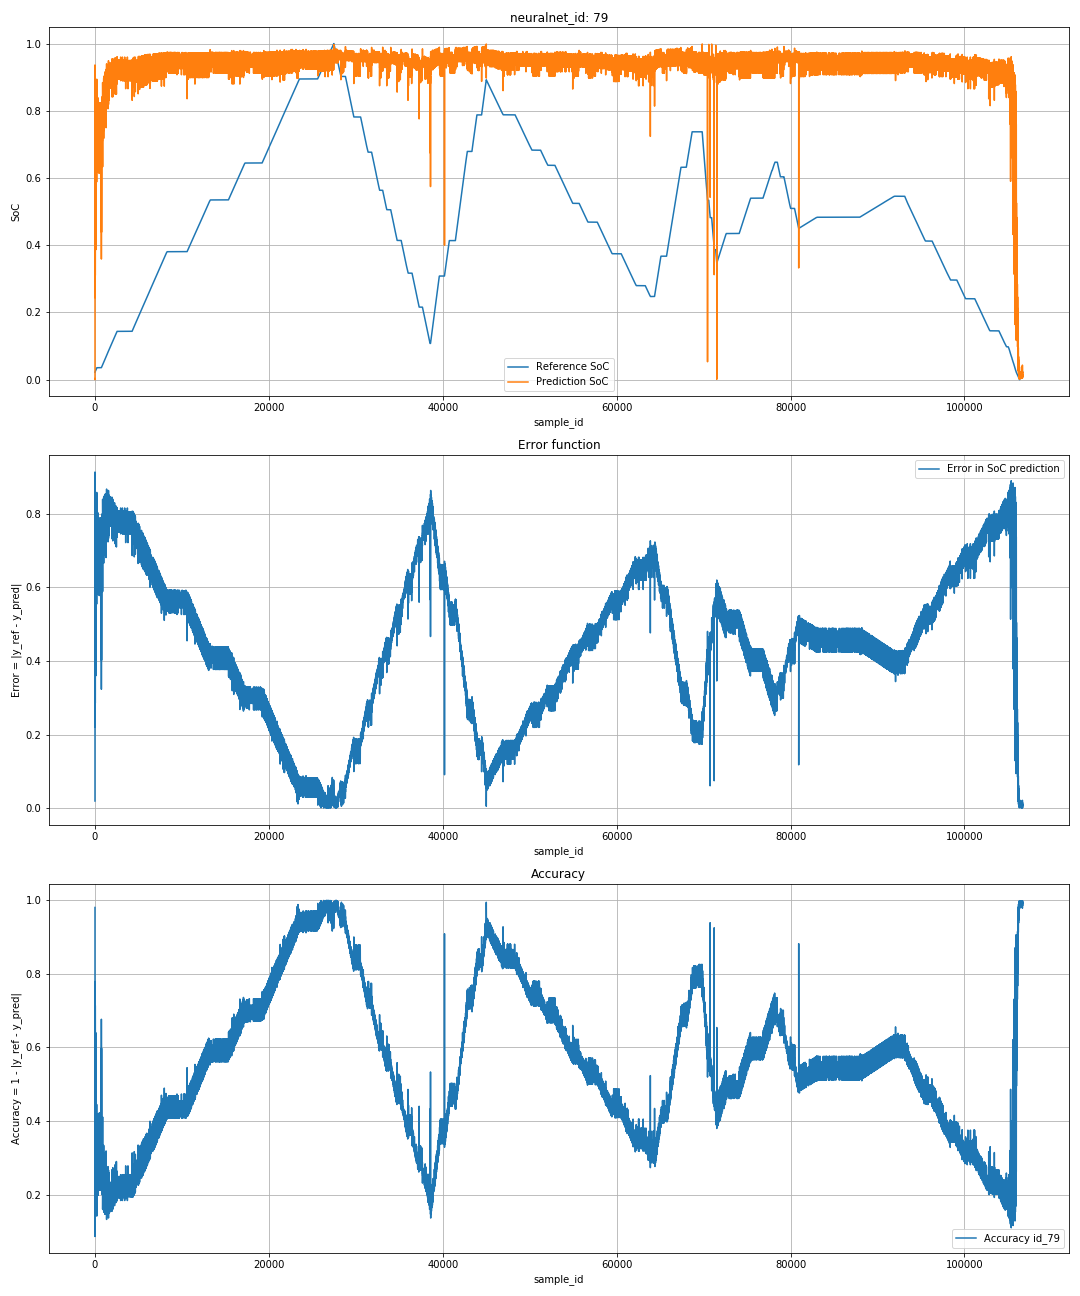 neuralnet_id: 79
1.0
0.8
0.6
0.4
0.2
0.0
SoC
Reference SoC
Prediction SoC
0 20000 40000 60000 80000 100000
sample_id
Error function
Error in SoC prediction
0.8
0.6
0.4
0.2
0.0
Error = |y_ref - y_pred|
0 20000 40000 60000 80000 100000
sample_id
Accuracy
1.0
0.8
0.6
0.4
0.2
Accuracy = 1 - |y_ref - y_pred|
Accuracy id_79
0 20000 40000 60000 80000 100000
sample_id